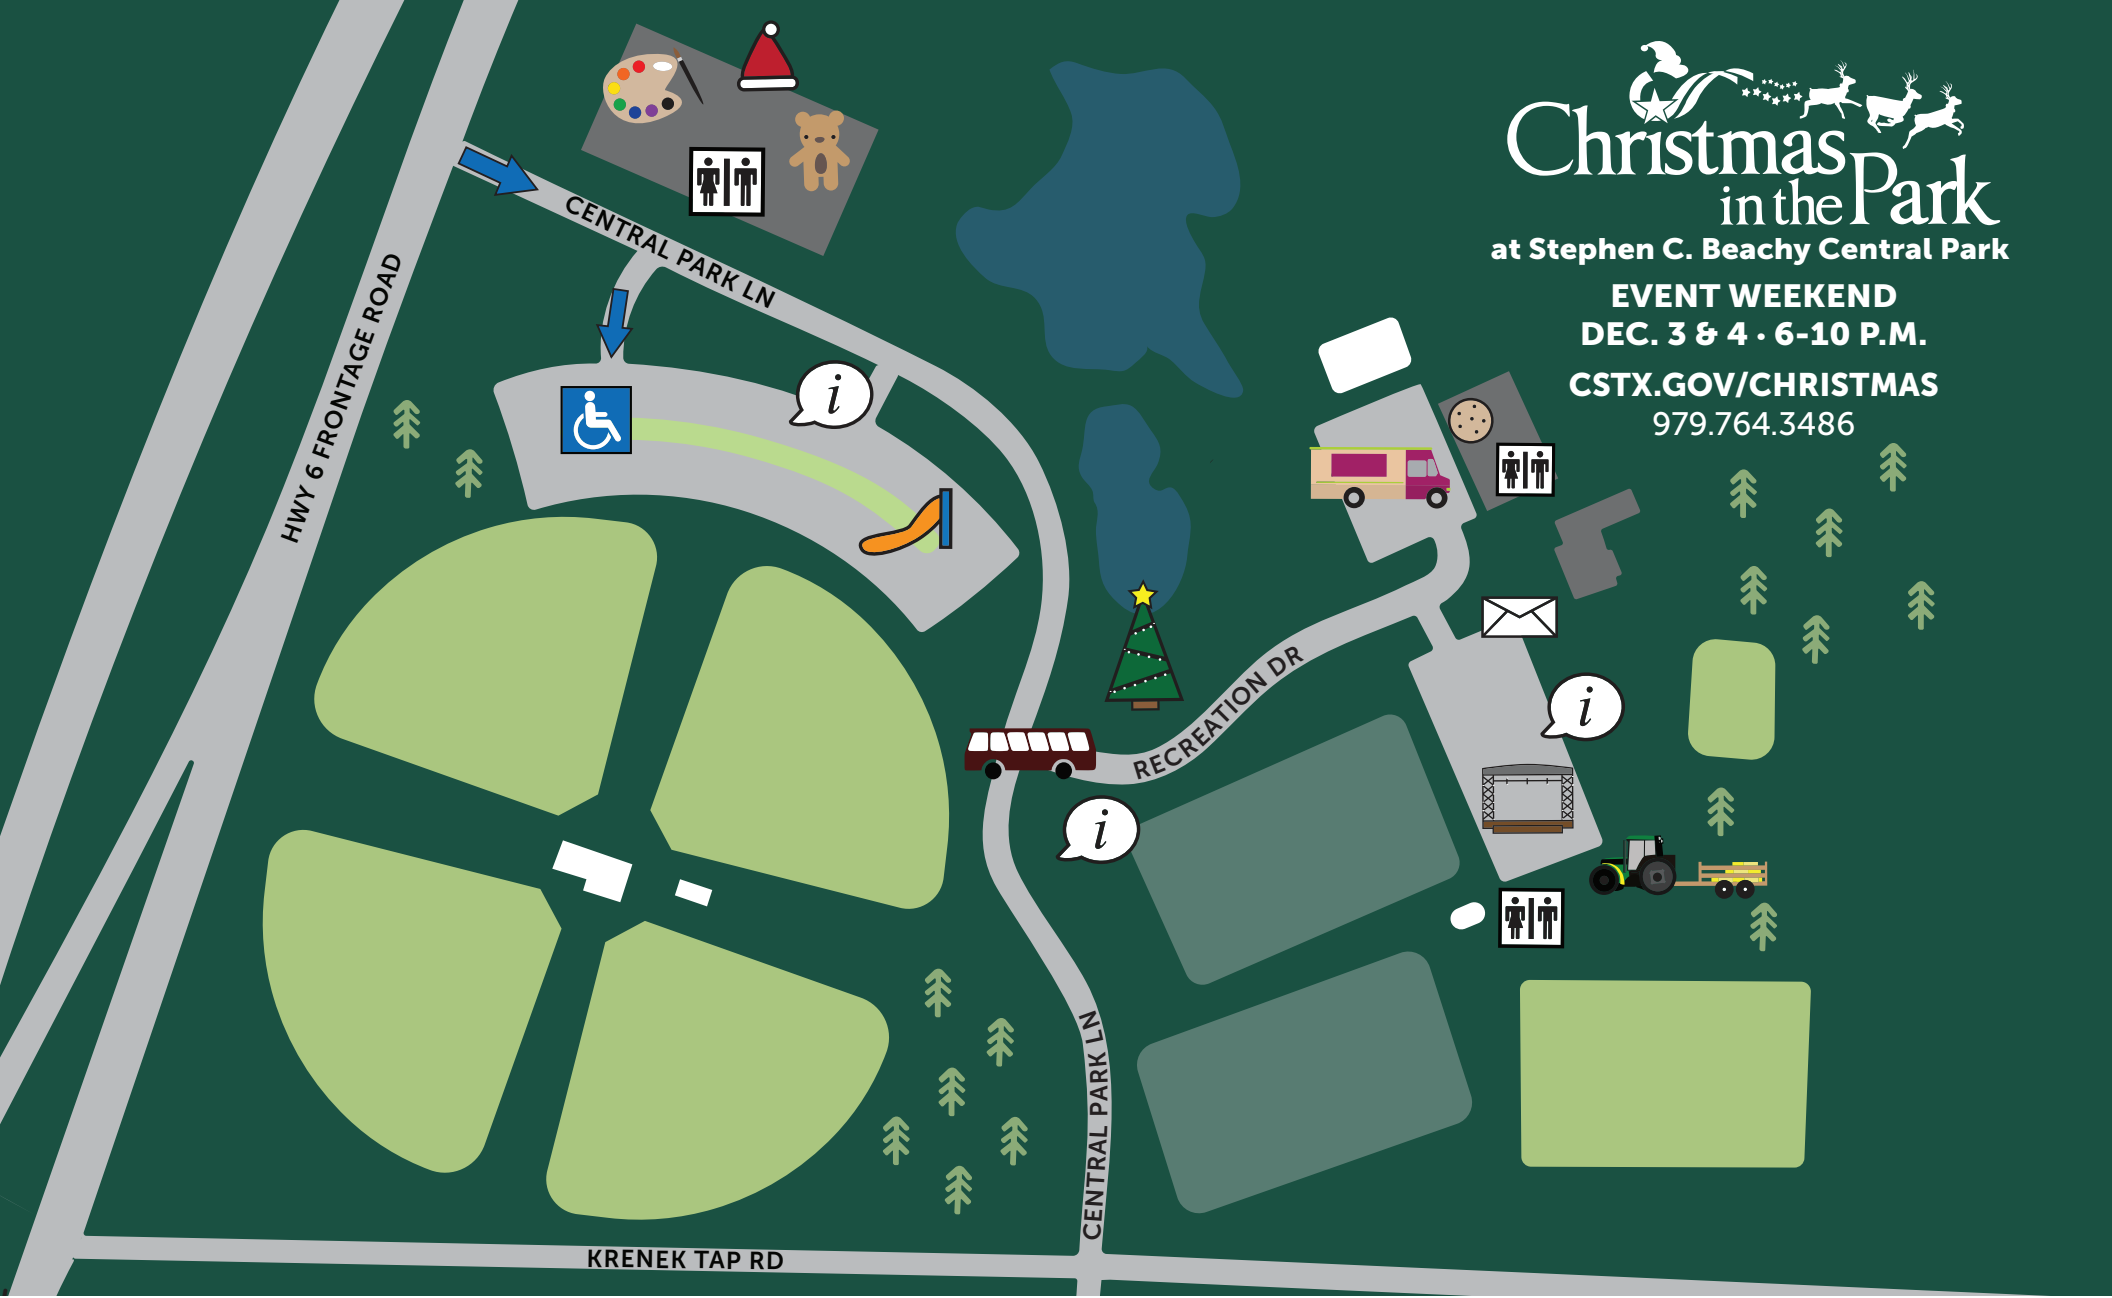 Christmas
in the Park
at Stephen C. Beachy Central Park
EVENT WEEKEND
DEC. 3 & 4 • 6-10 P.M.
CSTX.GOV/CHRISTMAS
979.764.3486
CENTRAL PARK LN
HWY 6 FRONTAGE ROAD
i
RECREATION DR
i
i
CENTRAL PARK LN
KRENEK TAP RD